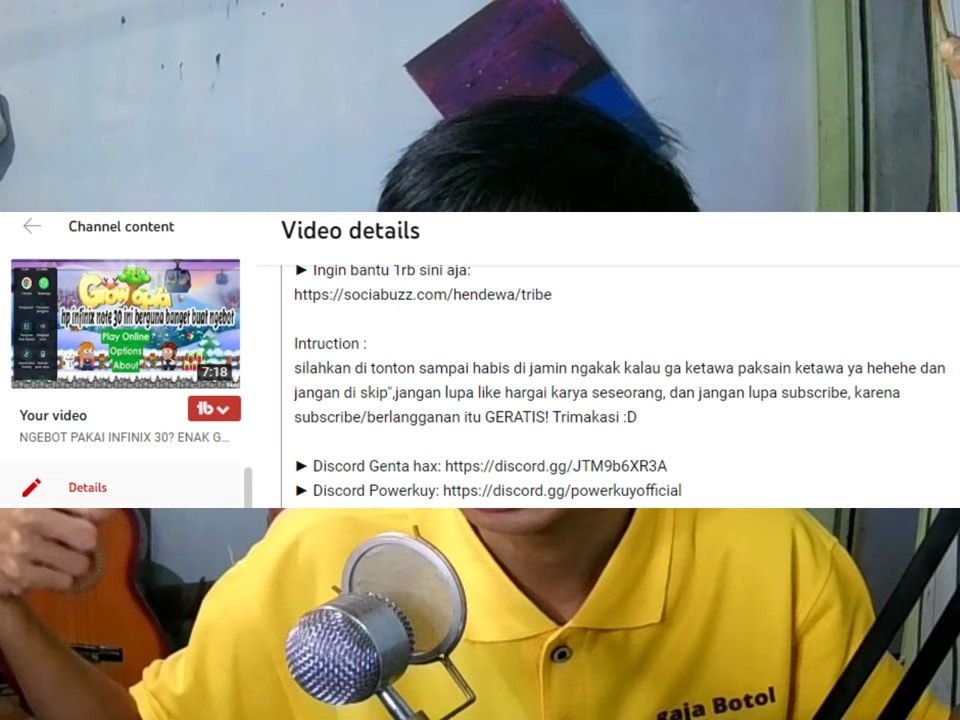 Channel content
Video details
► Ingin bantu 1rb sini aja:
https://sociabuzz.com/hendewa/tribe
Intruction :
silahkan di tonton sampai habis di jamin ngakak kalau ga ketawa paksain ketawa ya hehehe dan
jangan di skip",jangan lupa like hargai karya seseorang, dan jangan lupa subscribe, karena
subscribe/berlangganan itu GERATIS! Trimakasi :D
► Discord Genta hax: https://discord.gg/JTM9b6XR3A
► Discord Powerkuy: https://discord.gg/powerkuyofficial
Growtopia
hp infinix note 30 ini berguna banget buat ngebot
Play Online
Options
About
7:18
Your video
tb
NGEBOT PAKAI INFINIX 30? ENAK G...
Details
Raja Botol